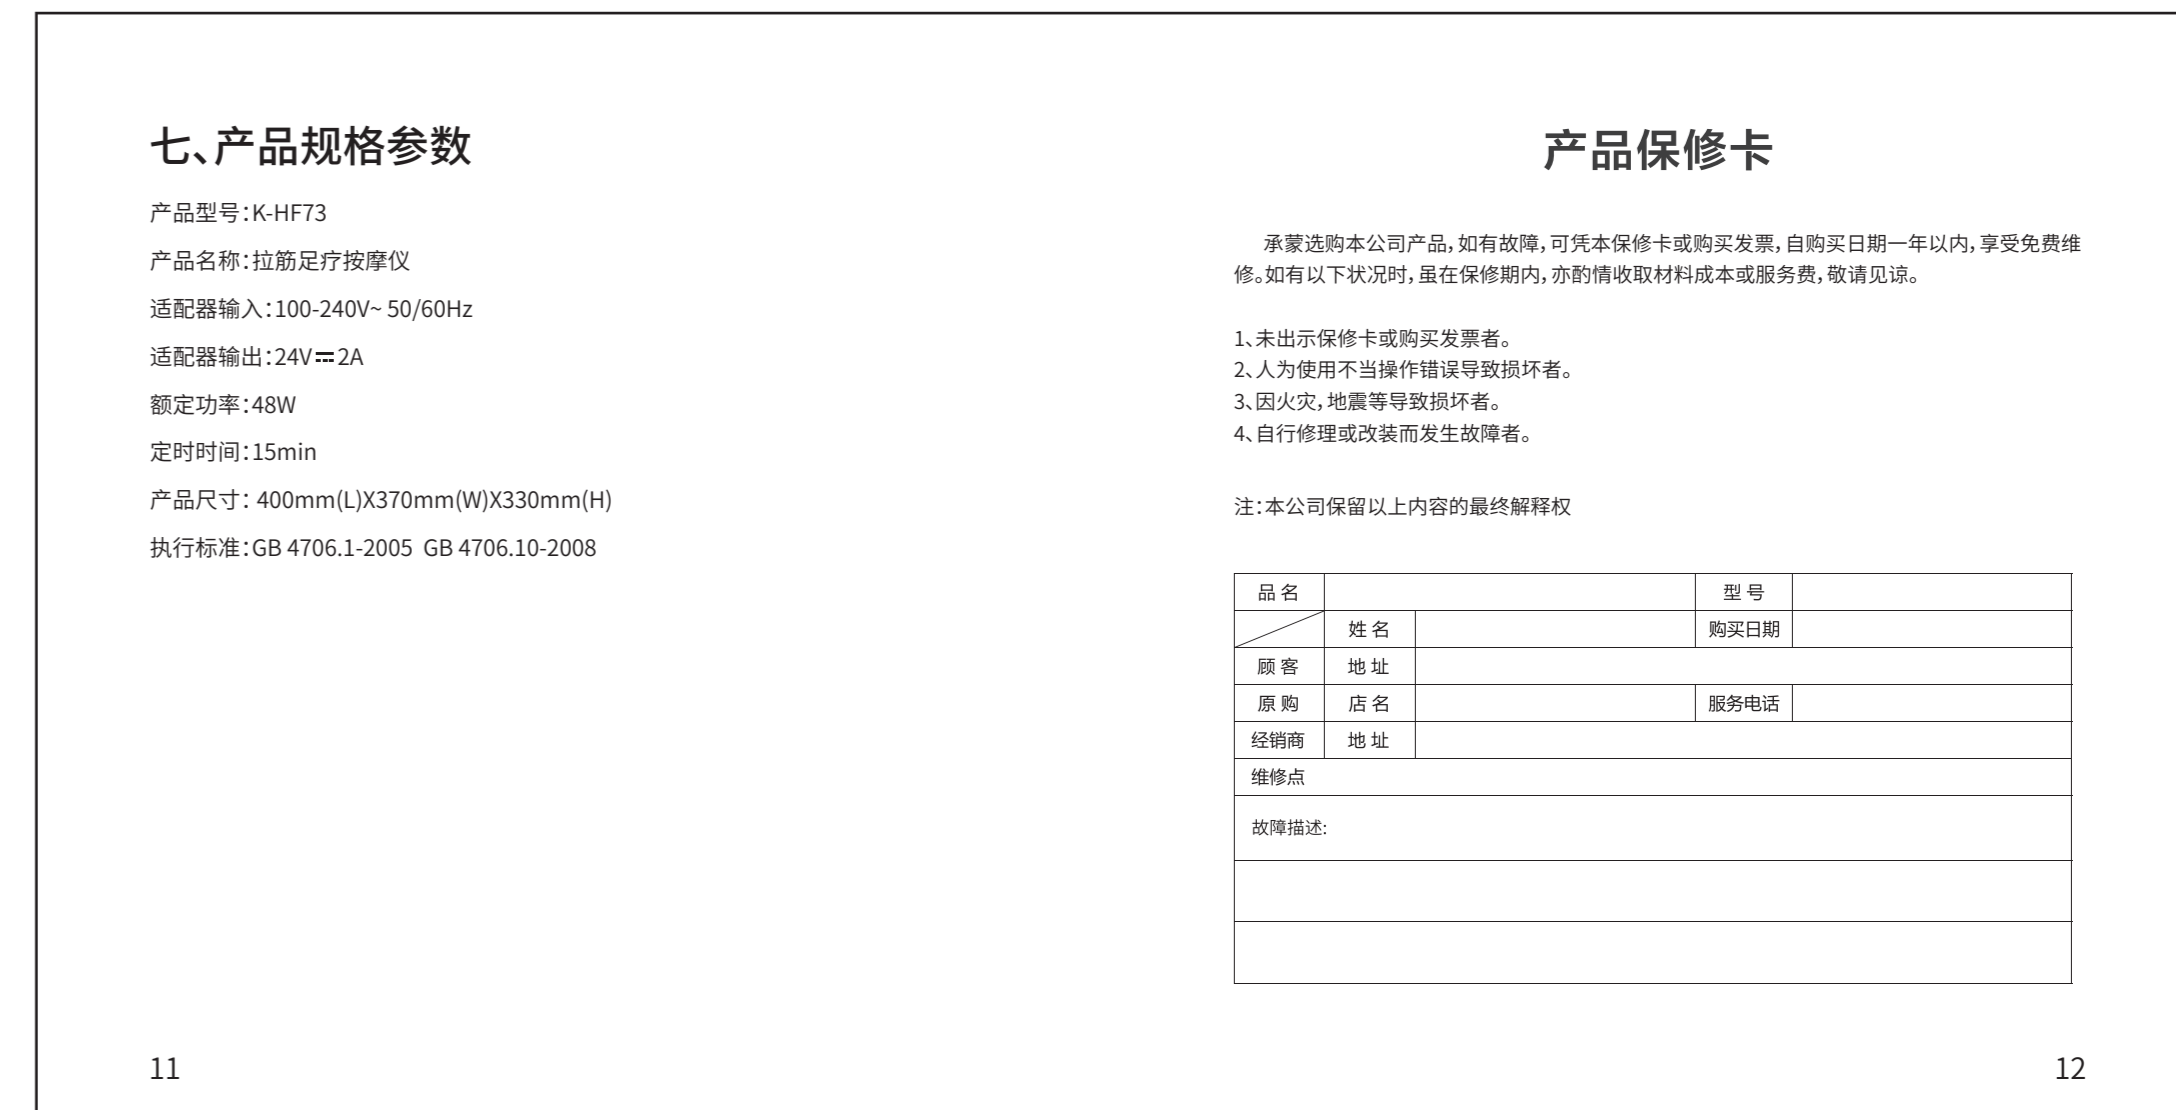 七、产品规格参数
产品型号：K-HF73
产品名称：拉筋足疗按摩仪
适配器输入：100-240V~ 50/60Hz
适配器输出：24V⎓2A
额定功率：48W
定时时间：15min
产品尺寸： 400mm(L)X370mm(W)X330mm(H)
执行标准：GB 4706.1-2005  GB 4706.10-2008
11
产品保修卡
承蒙选购本公司产品，如有故障，可凭本保修卡或购买发票，自购买日期一年以内，享受免费维
修。如有以下状况时，虽在保修期内，亦酌情收取材料成本或服务费，敬请见谅。
1、未出示保修卡或购买发票者。
2、人为使用不当操作错误导致损坏者。
3、因火灾，地震等导致损坏者。
4、自行修理或改装而发生故障者。
注：本公司保留以上内容的最终解释权
品 名 型 号
姓 名 购买日期
顾 客 地 址
原 购 店 名 服务电话
经销商 地 址
维修点
故障描述:
12